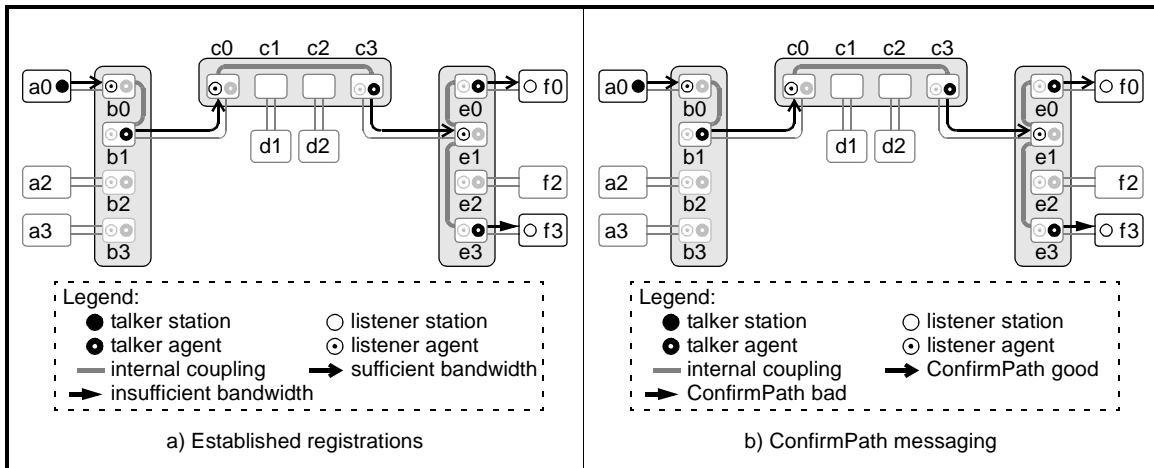 c0 c1 c2 c3
a0 b0 e0 f0
b1 d1 d2 e1
a2 b2 e2 f2
a3 b3 e3 f3
Legend:
talker station listener station
talker agent listener agent
internal coupling sufficient bandwidth
insufficient bandwidth
a) Established registrations
c0 c1 c2 c3
a0 b0 e0 f0
b1 d1 d2 e1
a2 b2 e2 f2
a3 b3 e3 f3
Legend:
talker station listener station
talker agent listener agent
internal coupling ConfirmPath good
ConfirmPath bad
b) ConfirmPath messaging